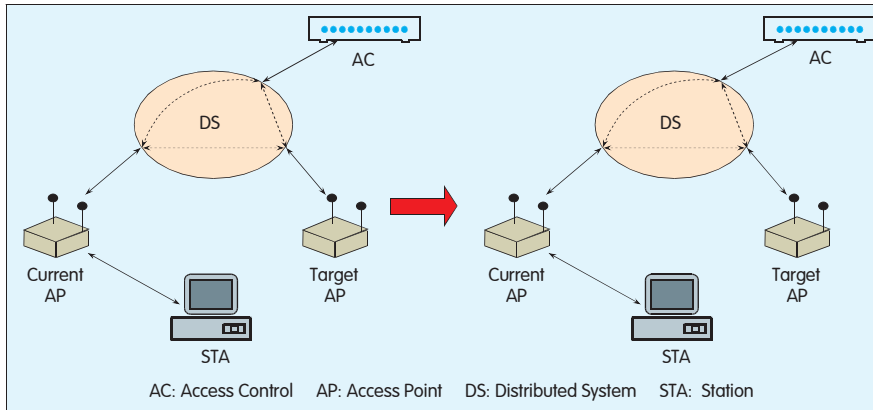 AC
DS
Current
AP
Target
AP
STA
AC
DS
Current
AP
Target
AP
STA
AC: Access Control AP: Access Point DS: Distributed System STA: Station